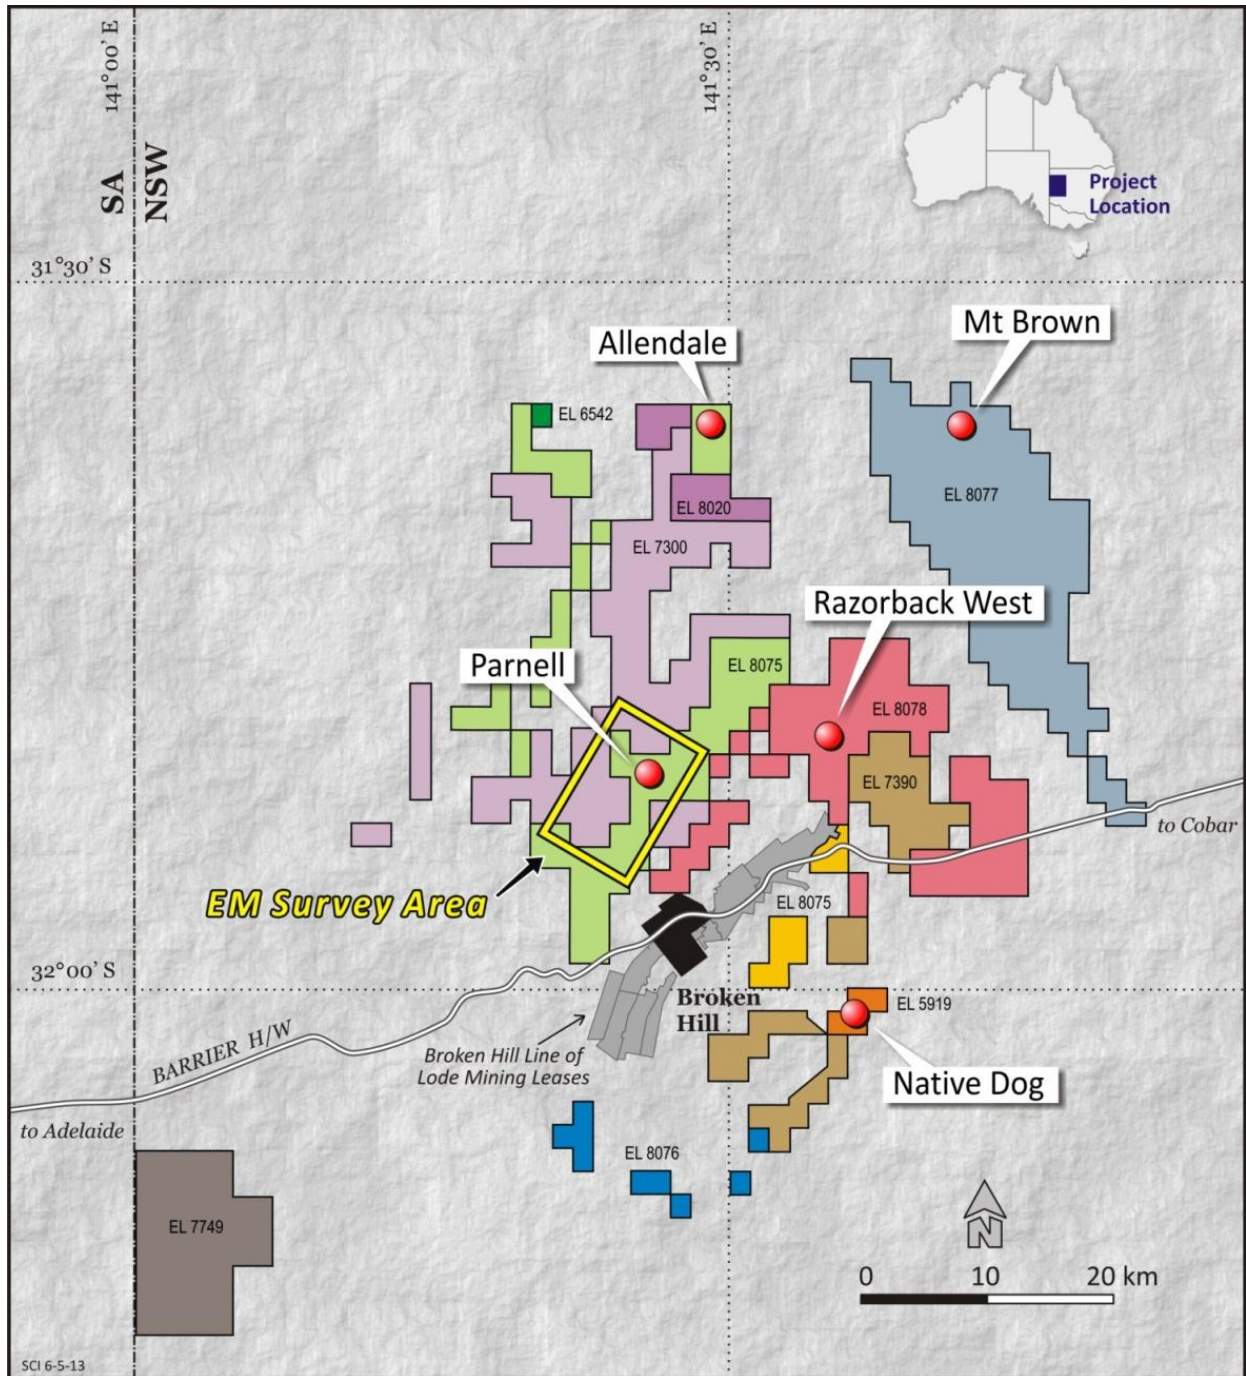 141°00' E
141°30' E
SA
NSW
Project
Location
31°30' S
Mt Brown
Allendale
EL 6542
EL 8077
EL 8020
EL 7300
Razorback West
Parnell
EL 8075
EL 8078
EL 7390
to Cobar
EM Survey Area
EL 8075
32°00' S
Broken
Hill
EL 5919
BARRIER H/W
Broken Hill Line of
Lode Mining Leases
Native Dog
to Adelaide
EL 8076
EL 7749
N
0 10 20 km
SCI 6-5-13